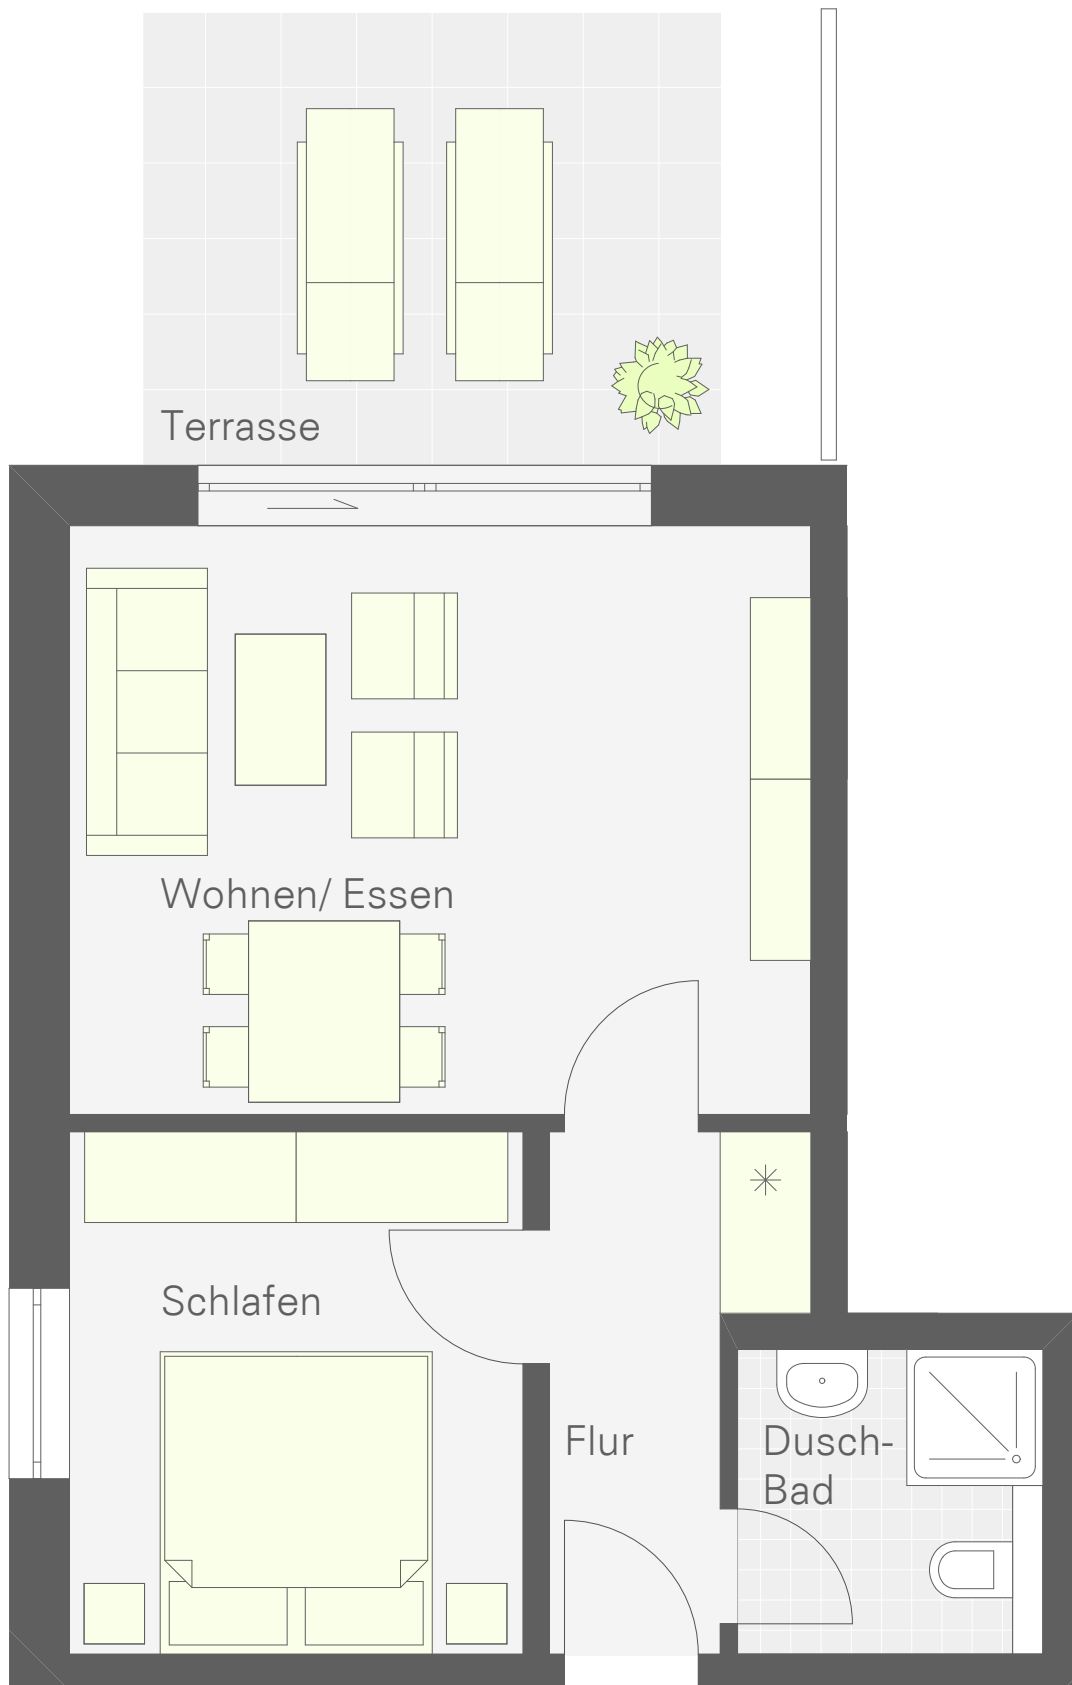 Terrasse
Wohnen/ Essen
Schlafen
Flur
Dusch-
Bad